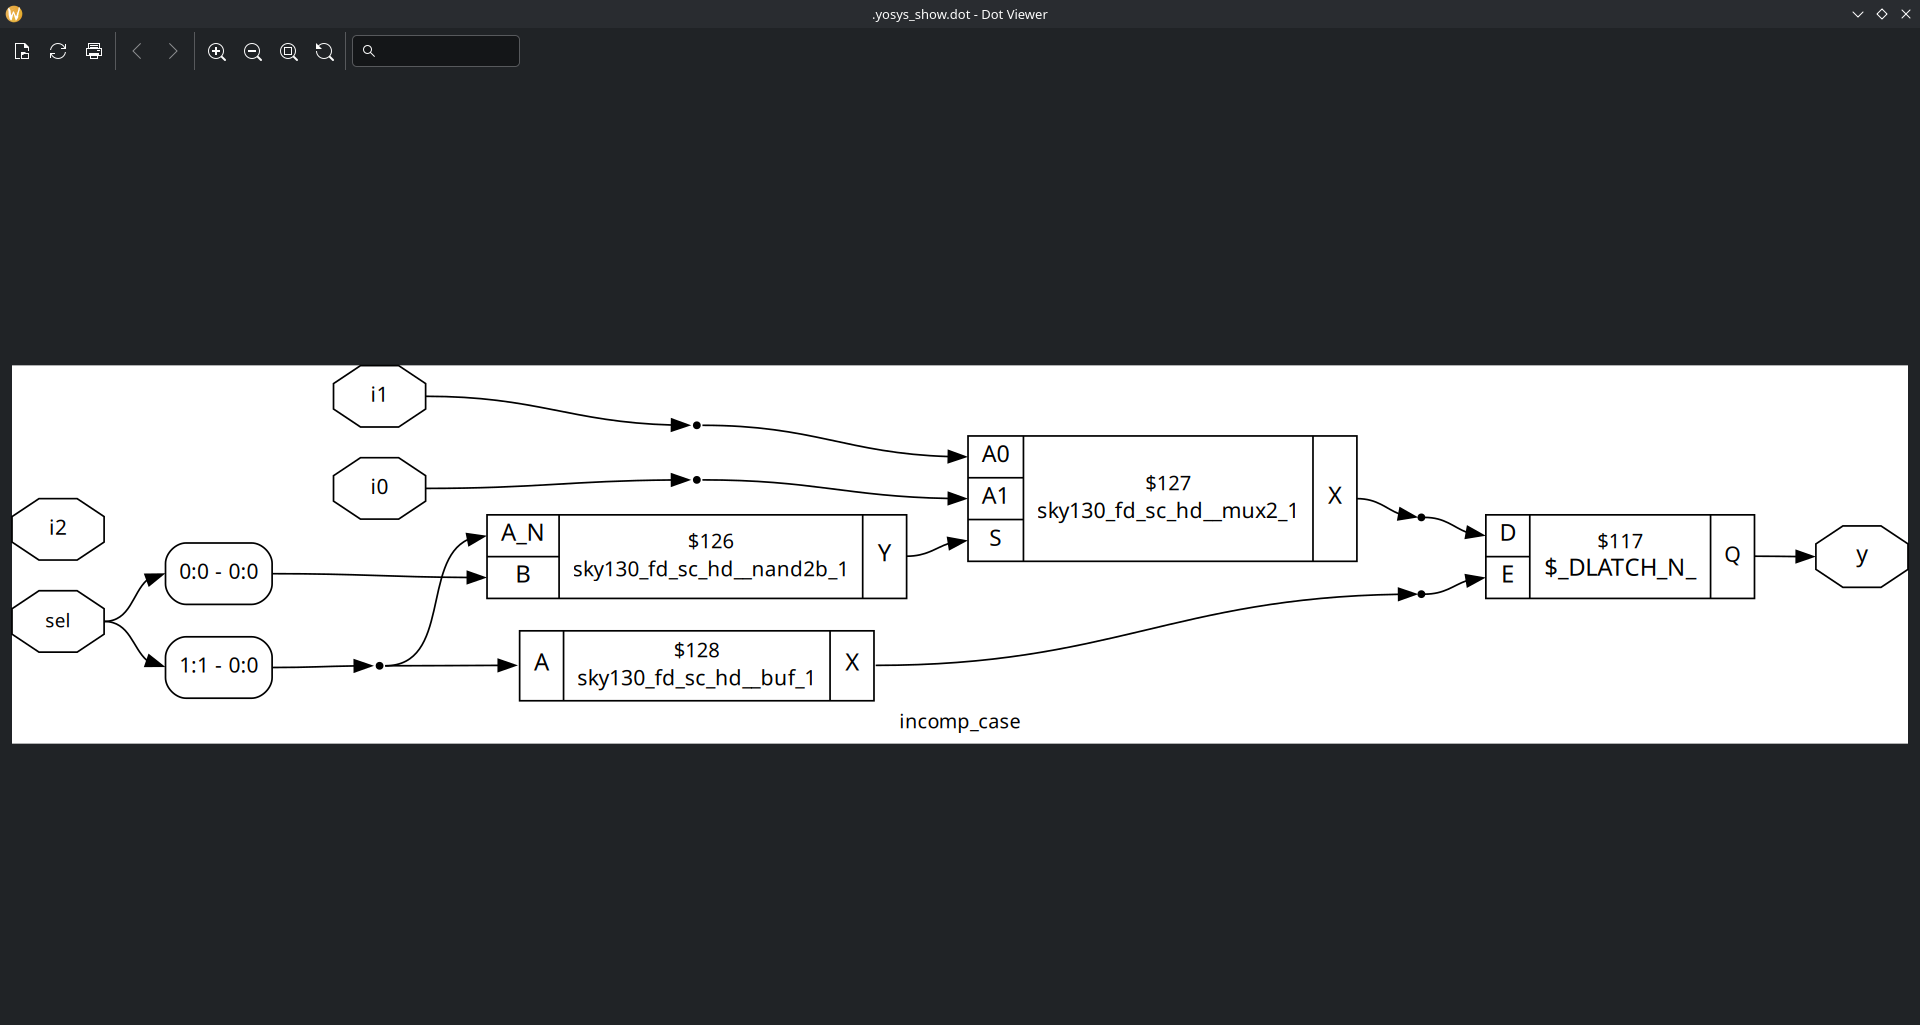 .yosys_show.dot - Dot Viewer
i1
i0
i2
sel
0:0 - 0:0
1:1 - 0:0
A_N
B
$126
sky130_fd_sc_hd__nand2b_1
Y
A
$128
sky130_fd_sc_hd__buf_1
X
A0
A1
S
$127
sky130_fd_sc_hd__mux2_1
X
D
E
$117
$_DLATCH_N_
Q
y
incomp_case